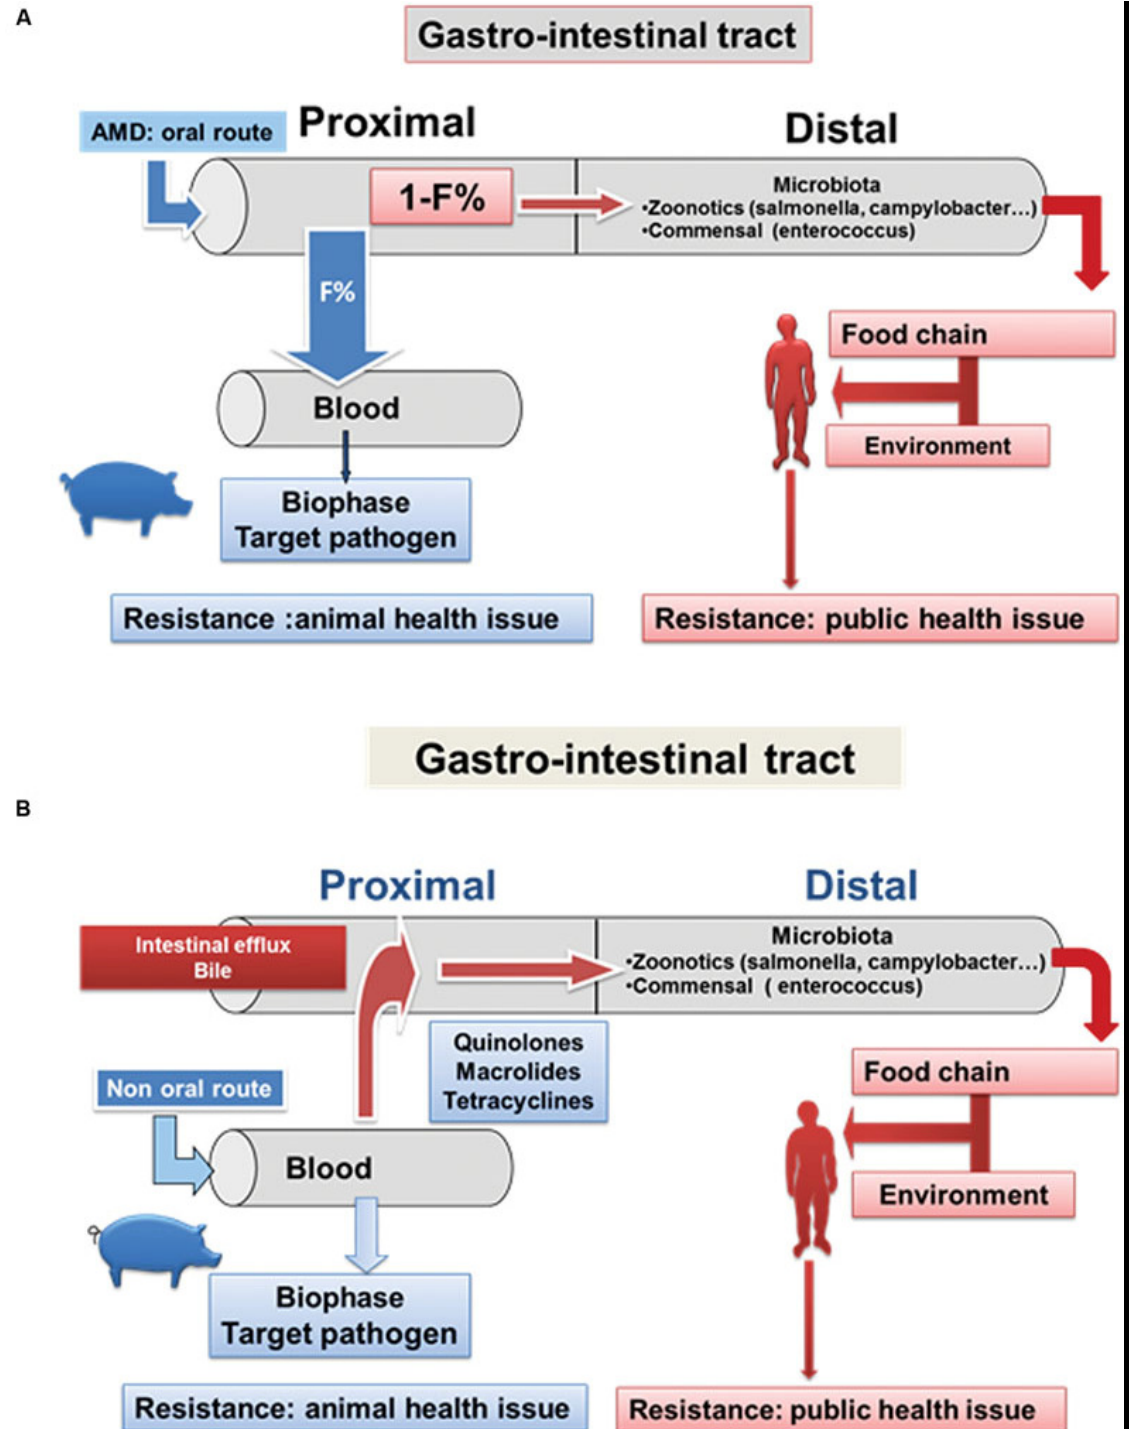 A
Gastro-intestinal tract
AMD: oral route
Proximal
Distal
1-F%
Microbiota
•Zoonotics (salmonella, campylobacter...)
•Commensal (enterococcus)
F%
Food chain
Blood
Environment
Biophase
Target pathogen
Resistance :animal health issue
Resistance: public health issue
Gastro-intestinal tract
B
Proximal
Distal
Intestinal efflux
Bile
Microbiota
•Zoonotics (salmonella, campylobacter...)
•Commensal ( enterococcus)
Quinolones
Macrolides
Tetracyclines
Food chain
Non oral route
Blood
Environment
Biophase
Target pathogen
Resistance: animal health issue
Resistance: public health issue